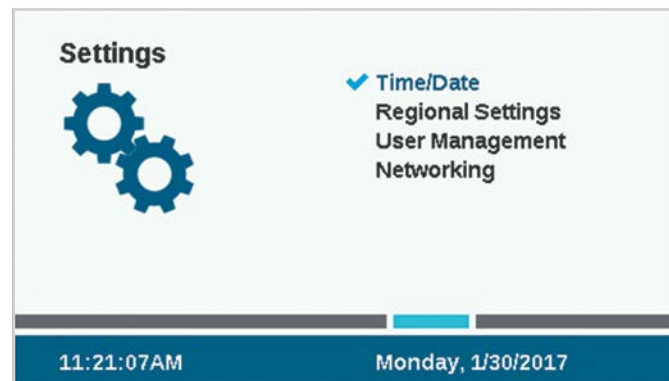 Settings
Time/Date
Regional Settings
User Management
Networking
11:21:07AM Monday, 1/30/2017